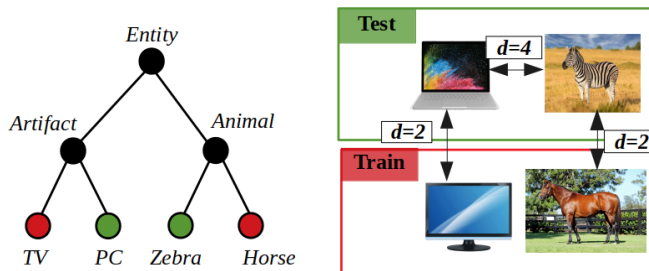 Entity
Artifact
Animal
TV
PC
Zebra
Horse
Test
d=4
d=2
d=2
Train